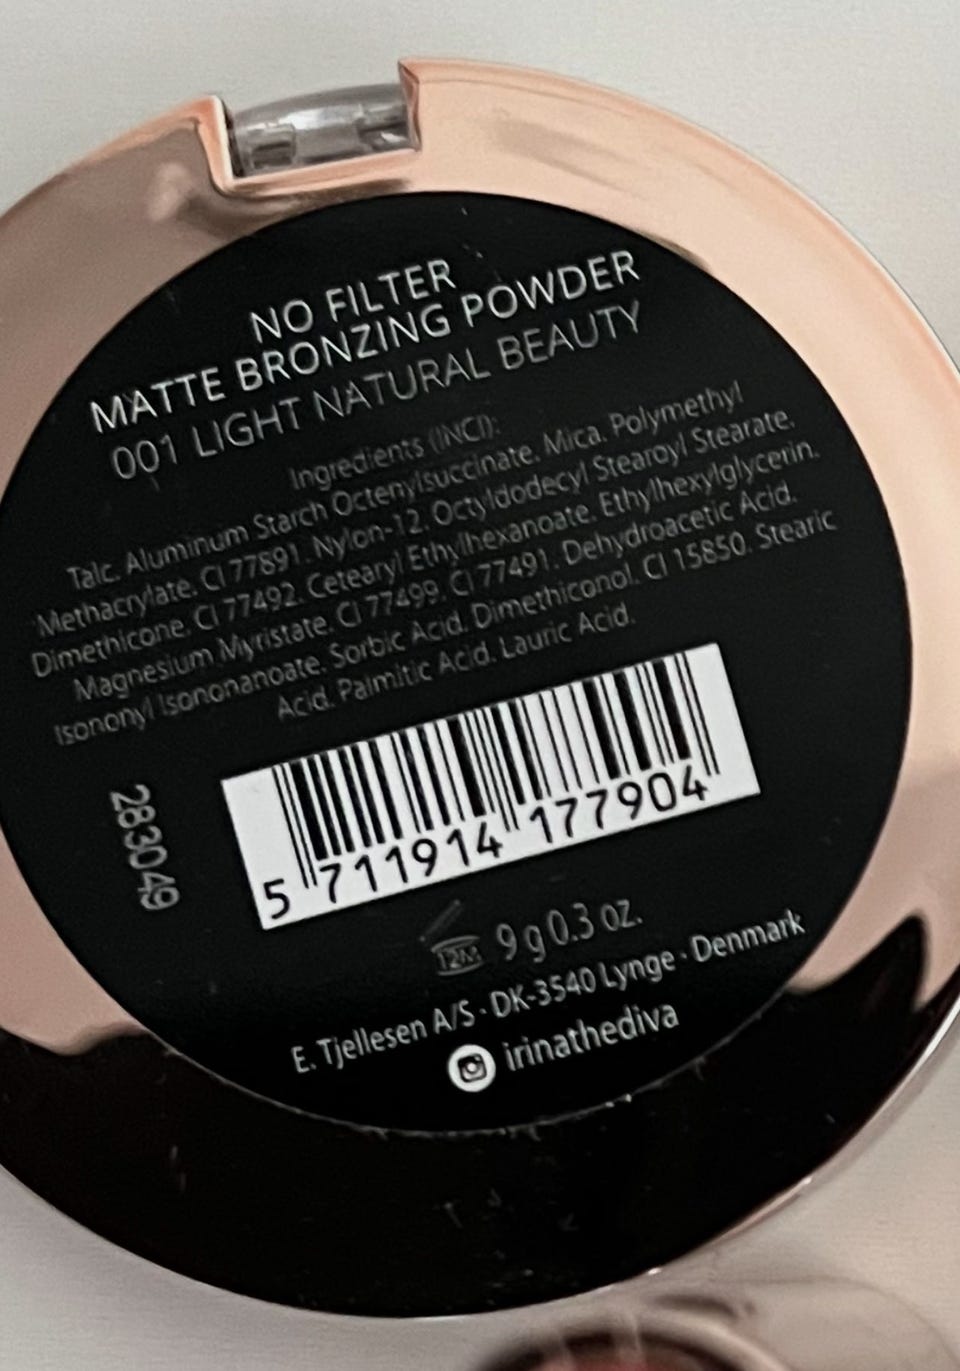 NO FILTER
MATTE BRONZING POWDER
001 LIGHT NATURAL BEAUTY
Ingredients (INCI):
Talc. Aluminum Starch Octenylsuccinate. Mica. Polymethyl
Methacrylate. CI 77891. Nylon-12. Octyldodecyl Stearoyl Stearate.
Dimethicone. CI 77492. Cetearyl Ethylhexanoate. Ethylhexylglycerin.
Magnesium Myristate. CI 77499. CI 77491. Dehydroacetic Acid.
Isononyl Isononanoate. Sorbic Acid. Dimethiconol. CI 15850. Stearic
Acid. Palmitic Acid. Lauric Acid.
283049
5 711914 177904
12M 9 g 0.3 oz.
E. Tjellesen A/S · DK-3540 Lynge · Denmark
irinathediva